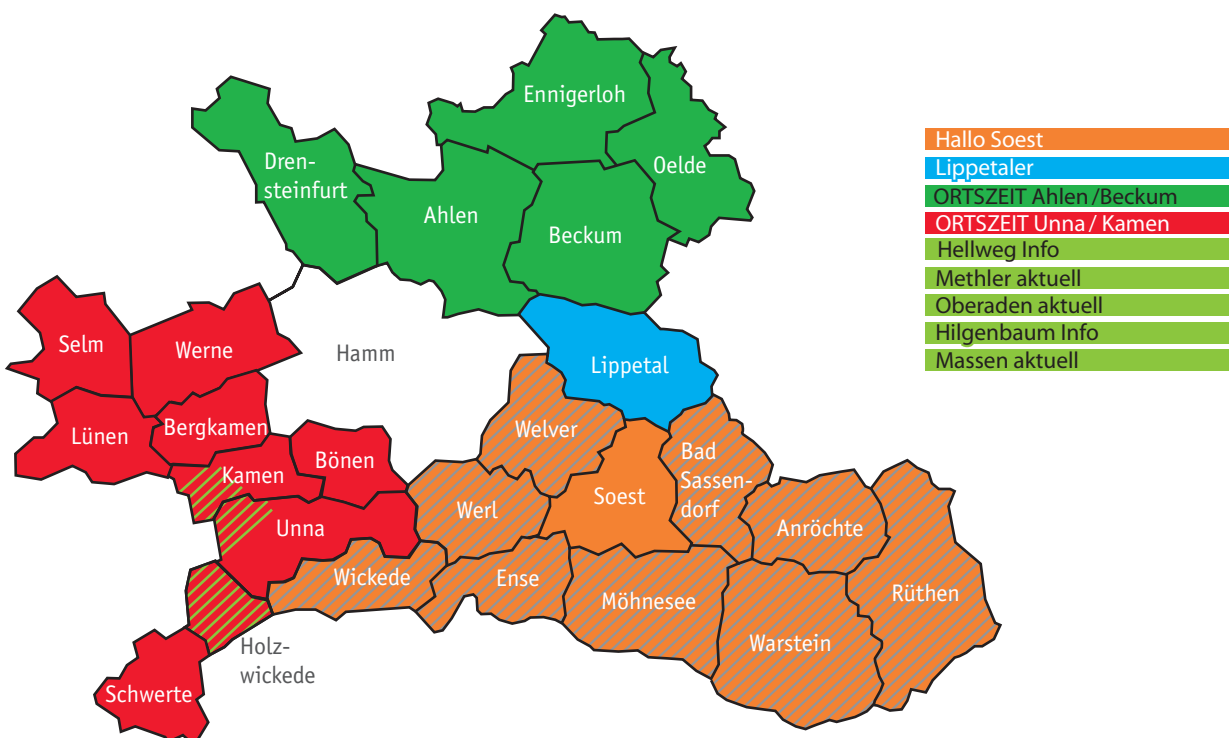 Ennigerloh
Oelde
Dren-
steinfurt
Ahlen
Beckum
Selm
Werne
Hamm
Lippetal
Lünen
Bergkamen
Kamen
Bönen
Welver
Bad
Sassen-
dorf
Soest
Werl
Unna
Anröchte
Wickede
Ense
Möhnesee
Rüthen
Warstein
Holz-
wickede
Schwerte
Hallo Soest
Lippetaler
ORTSZEIT Ahlen /Beckum
ORTSZEIT Unna / Kamen
Hellweg Info
Methler aktuell
Oberaden aktuell
Hilgenbaum Info
Massen aktuell